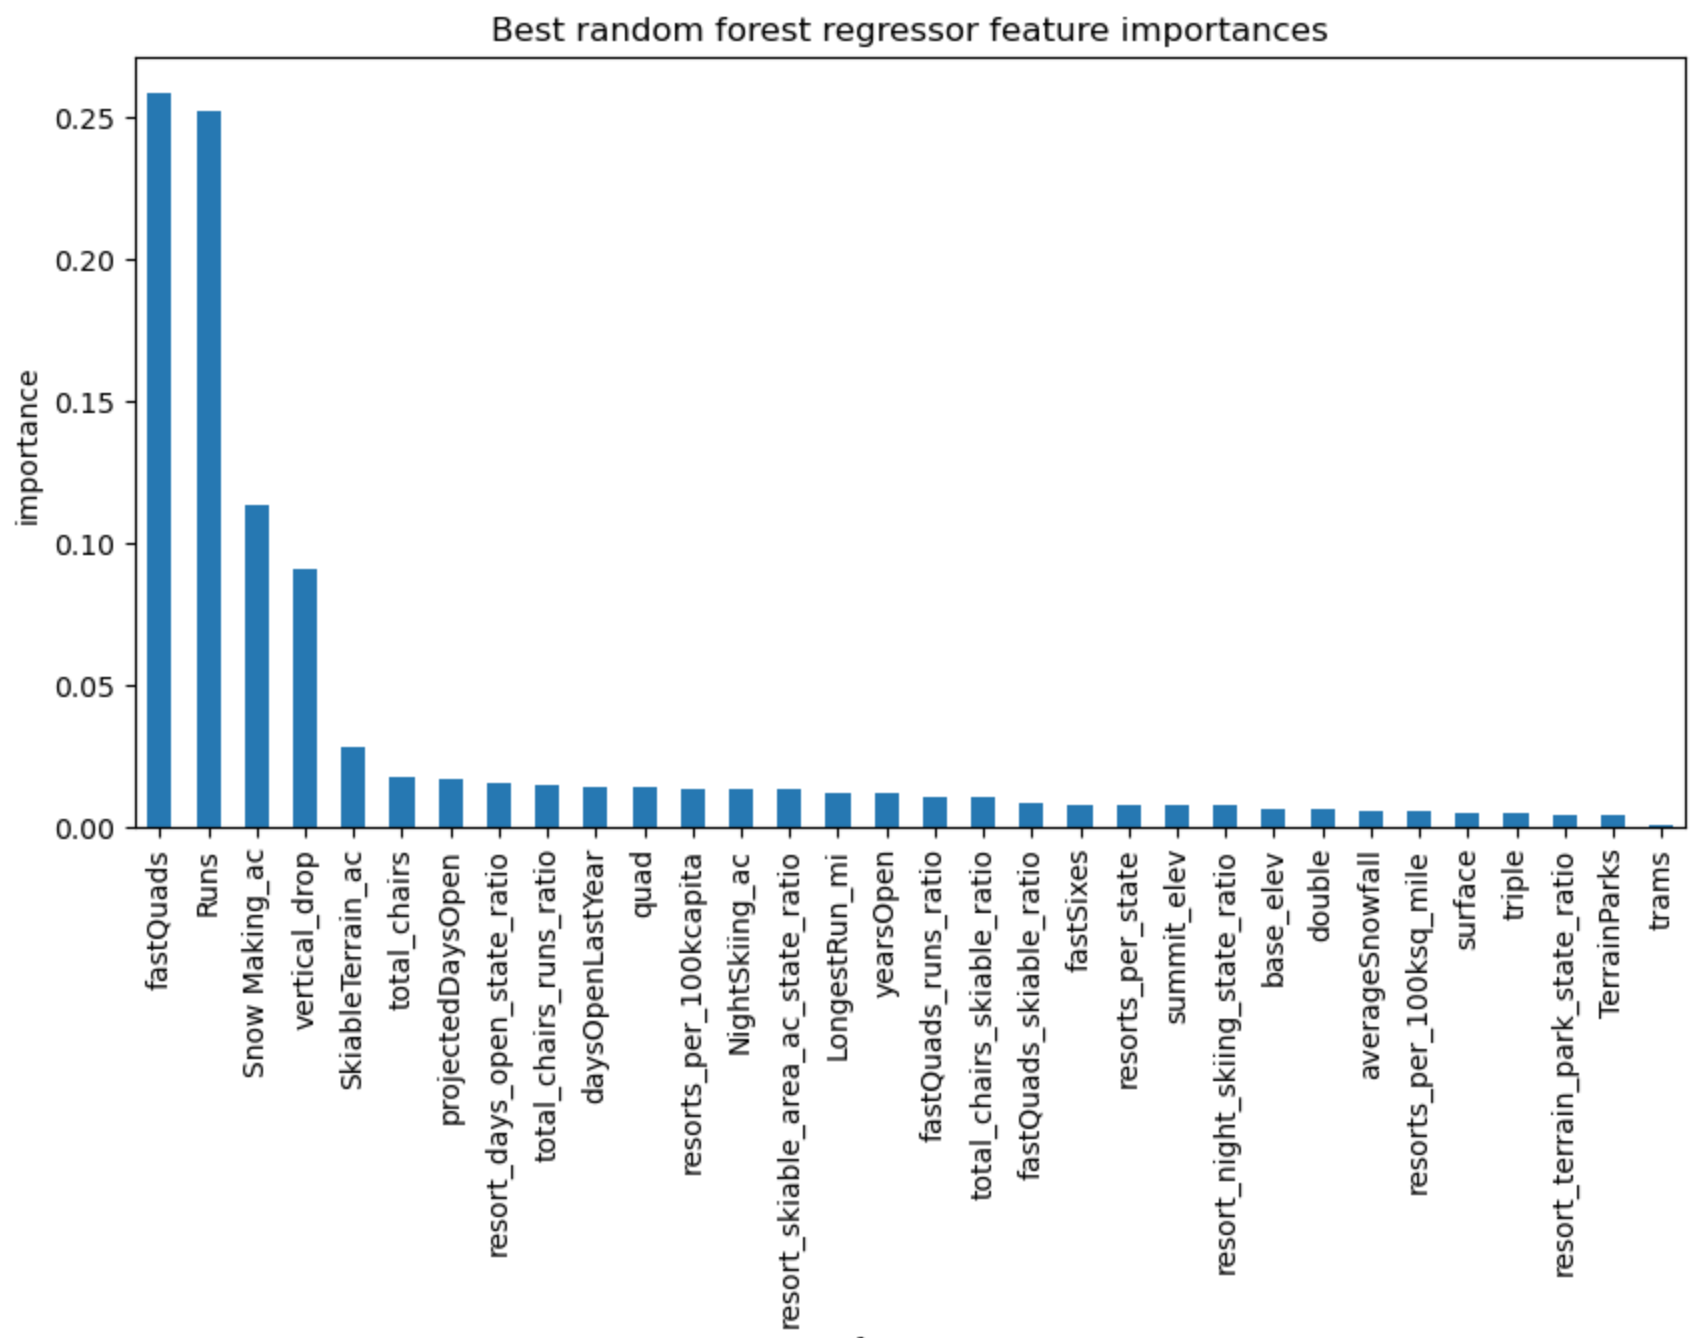 Best random forest regressor feature importances
importance
0.25
0.20
0.15
0.10
0.05
0.00
fastQuads
Runs
Snow Making_ac
vertical_drop
SkiableTerrain_ac
total_chairs
projectedDaysOpen
resort_days_open_state_ratio
total_chairs_runs_ratio
daysOpenLastYear
quad
resorts_per_100kcapita
NightSkiing_ac
resort_skiable_area_ac_state_ratio
LongestRun_mi
yearsOpen
fastQuads_runs_ratio
total_chairs_skiable_ratio
fastQuads_skiable_ratio
fastSixes
resorts_per_state
summit_elev
resort_night_skiing_state_ratio
base_elev
double
averageSnowfall
resorts_per_100ksq_mile
surface
triple
resort_terrain_park_state_ratio
TerrainParks
trams